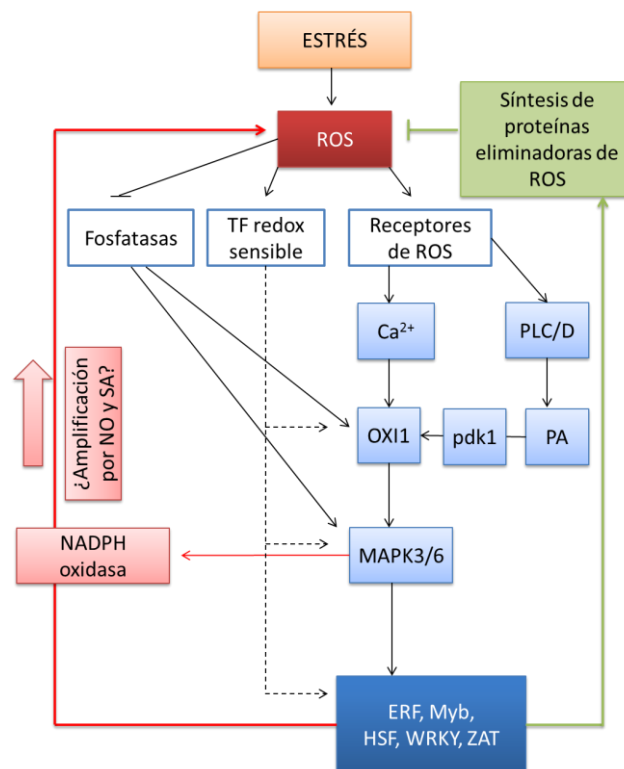 ESTRÉS
Síntesis de
proteínas
eliminadoras de
ROS
ROS
Fosfatasas
TF redox
sensible
Receptores
de ROS
Ca²⁺
PLC/D
¿Amplificación
por NO y SA?
OXI1
pdk1
PA
NADPH
oxidasa
MAPK3/6
ERF, Myb,
HSF, WRKY, ZAT